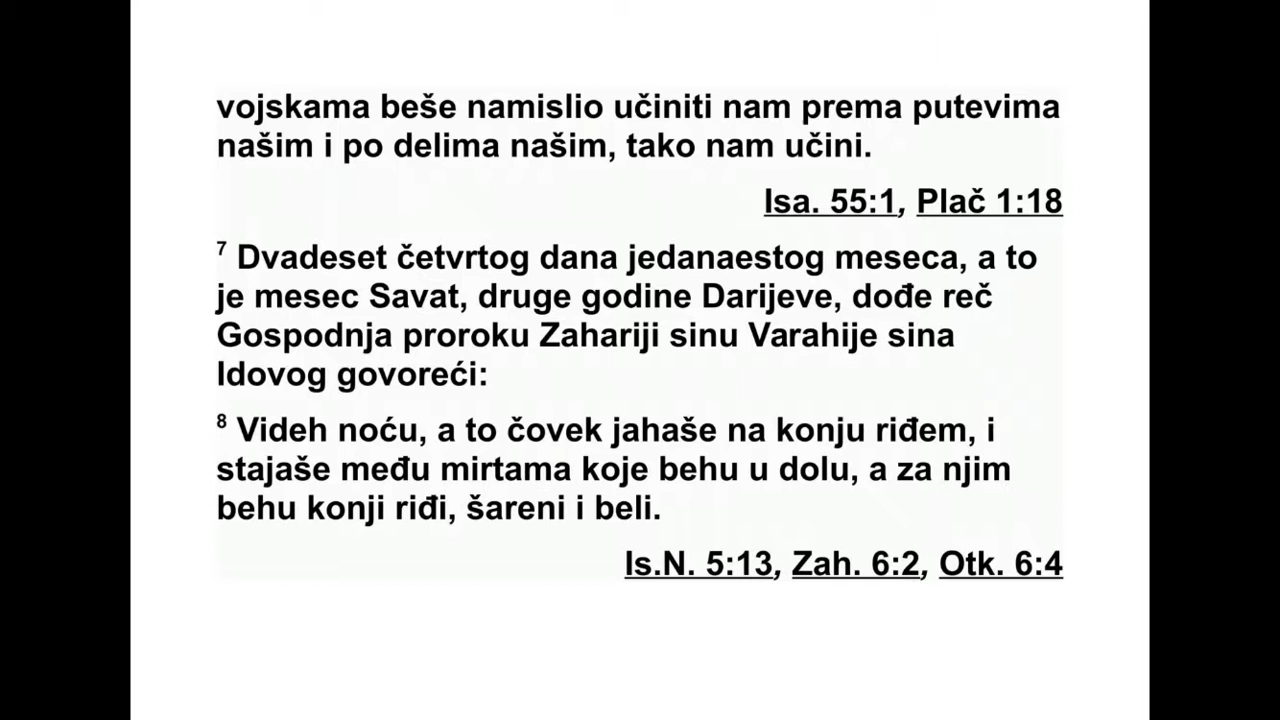 vojskama beše namislio učiniti nam prema putevima
našim i po delima našim, tako nam učini.
Isa. 55:1, Plač 1:18
7 Dvadeset četvrtog dana jedanaestog meseca, a to
je mesec Savat, druge godine Darijeve, dođe reč
Gospodnja proroku Zahariji sinu Varahije sina
Idovog govoreći:
8 Videh noću, a to čovek jahaše na konju riđem, i
stajaše među mirtama koje behu u dolu, a za njim
behu konji riđi, šareni i beli.
Is.N. 5:13, Zah. 6:2, Otk. 6:4